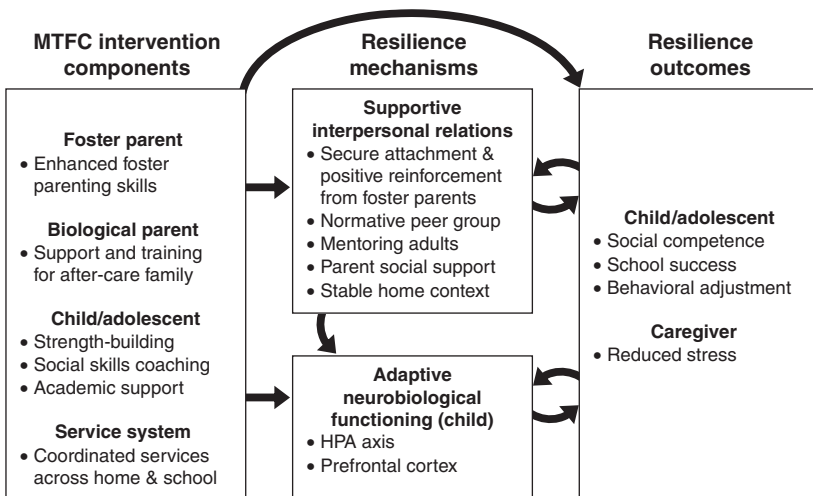 MTFC intervention
components
Foster parent
• Enhanced foster
parenting skills
Biological parent
• Support and training
for after-care family
Child/adolescent
• Strength-building
• Social skills coaching
• Academic support
Service system
• Coordinated services
across home & school
Resilience
mechanisms
Supportive
interpersonal relations
• Secure attachment &
positive reinforcement
from foster parents
• Normative peer group
• Mentoring adults
• Parent social support
• Stable home context
Adaptive
neurobiological
functioning (child)
• HPA axis
• Prefrontal cortex
Resilience
outcomes
Child/adolescent
• Social competence
• School success
• Behavioral adjustment
Caregiver
• Reduced stress